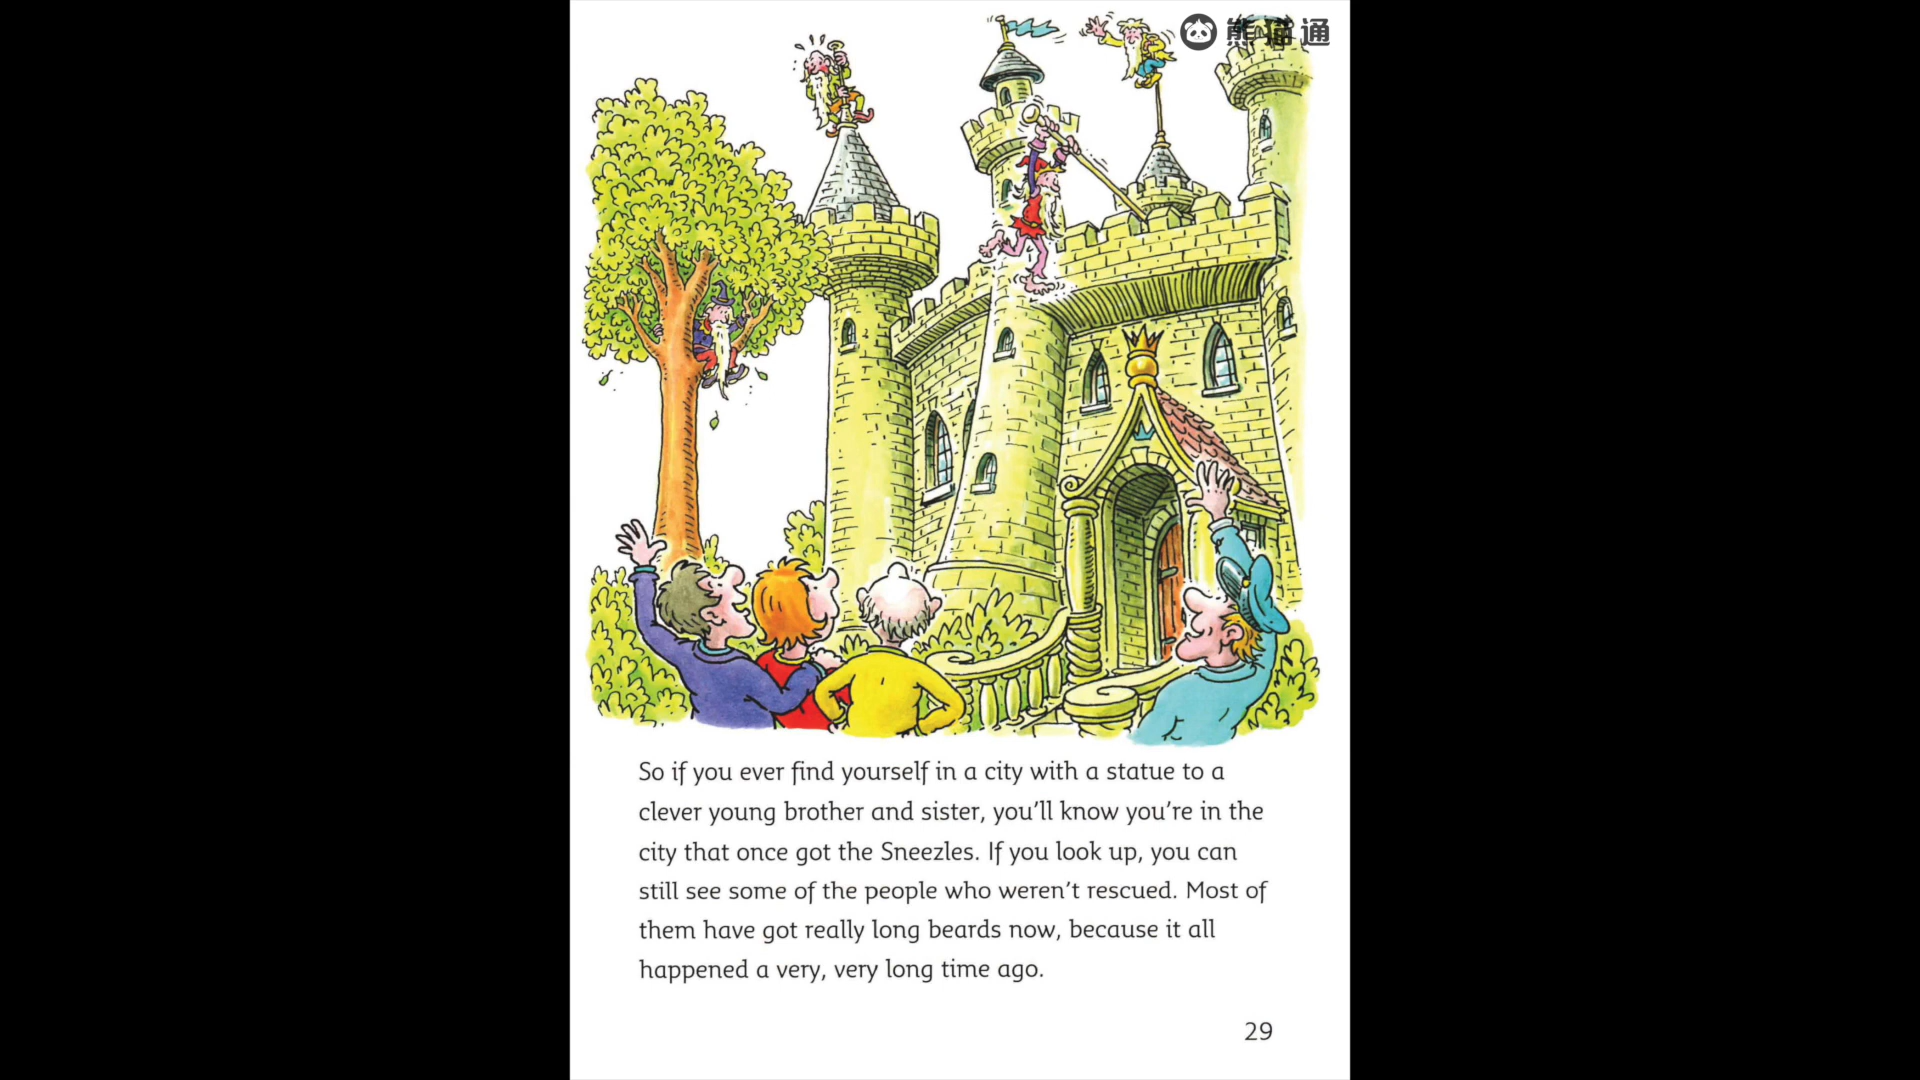 熊猫通
So if you ever find yourself in a city with a statue to a
clever young brother and sister, you'll know you're in the
city that once got the Sneezles. If you look up, you can
still see some of the people who weren't rescued. Most of
them have got really long beards now, because it all
happened a very, very long time ago.
29